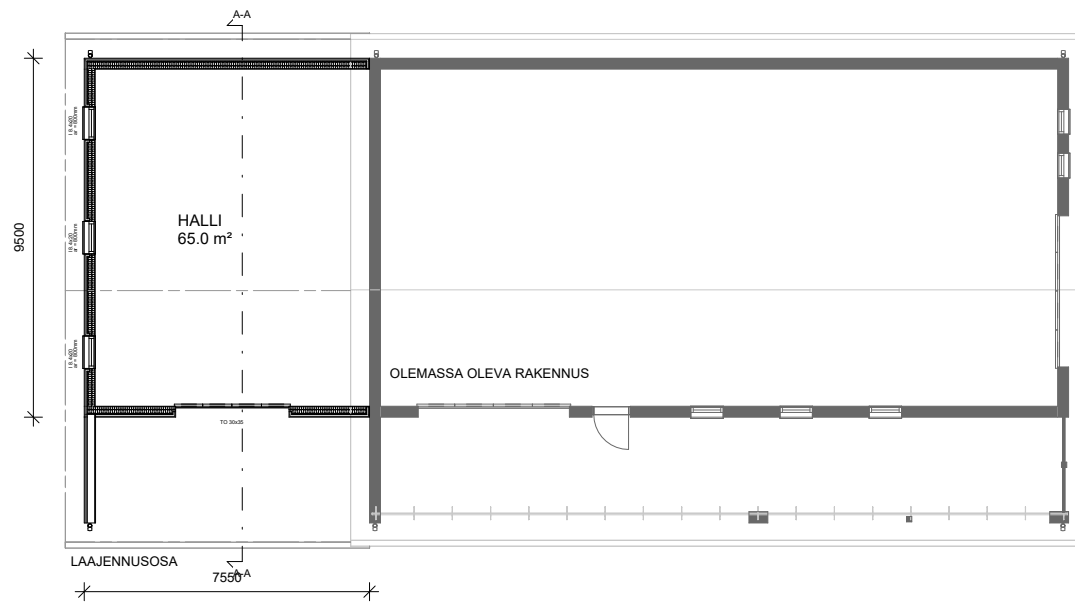 A-A
9500
HALLI
65.0 m²
OLEMASSA OLEVA RAKENNUS
TO 30x35
LAAJENNUSOSA
A-A
7550